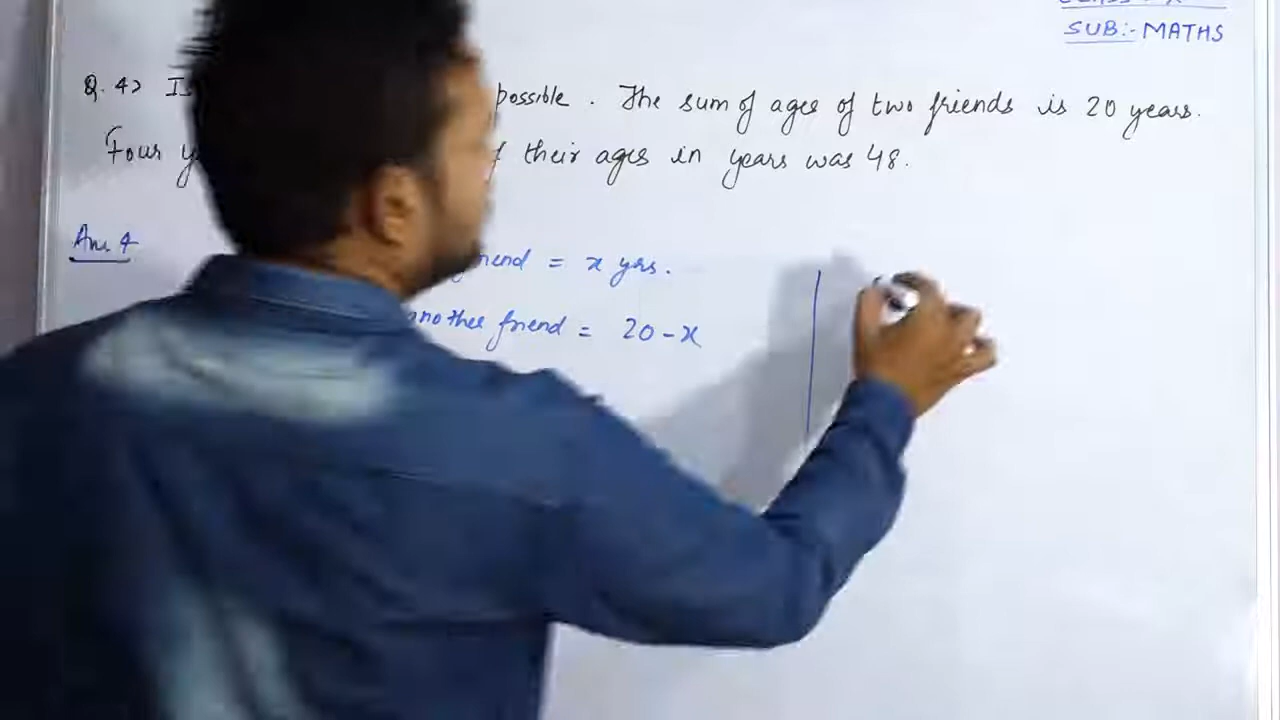 SUB:- MATHS
Q.4) Is possible. The sum of ages of two friends is 20 years.
Four their ages in years was 48.
Ans 4
friend = x yrs.
another friend = 20-x